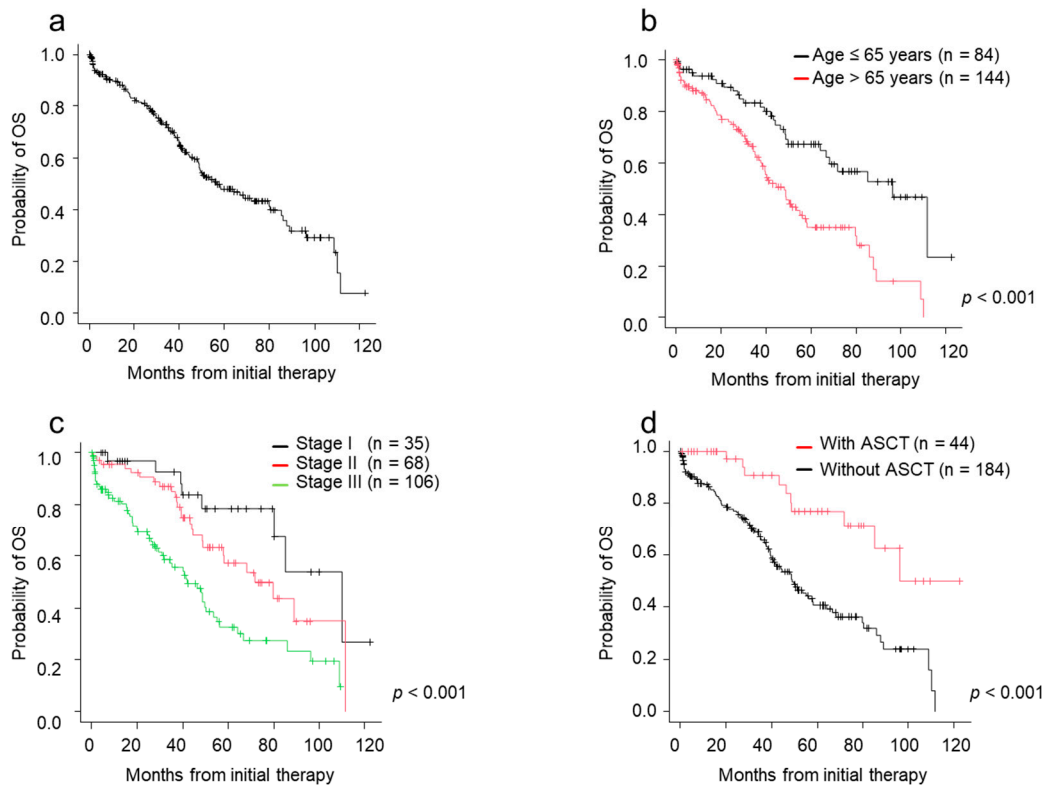 a
1.0
0.8
0.6
0.4
0.2
0.0
Probability of OS
0 20 40 60 80 100 120
Months from initial therapy
b
Age ≤ 65 years (n = 84)
Age > 65 years (n = 144)
1.0
0.8
0.6
0.4
0.2
0.0
Probability of OS
p < 0.001
0 20 40 60 80 100 120
Months from initial therapy
c
Stage I (n = 35)
Stage II (n = 68)
Stage III (n = 106)
1.0
0.8
0.6
0.4
0.2
0.0
Probability of OS
p < 0.001
0 20 40 60 80 100 120
Months from initial therapy
d
With ASCT (n = 44)
Without ASCT (n = 184)
1.0
0.8
0.6
0.4
0.2
0.0
Probability of OS
p < 0.001
0 20 40 60 80 100 120
Months from initial therapy